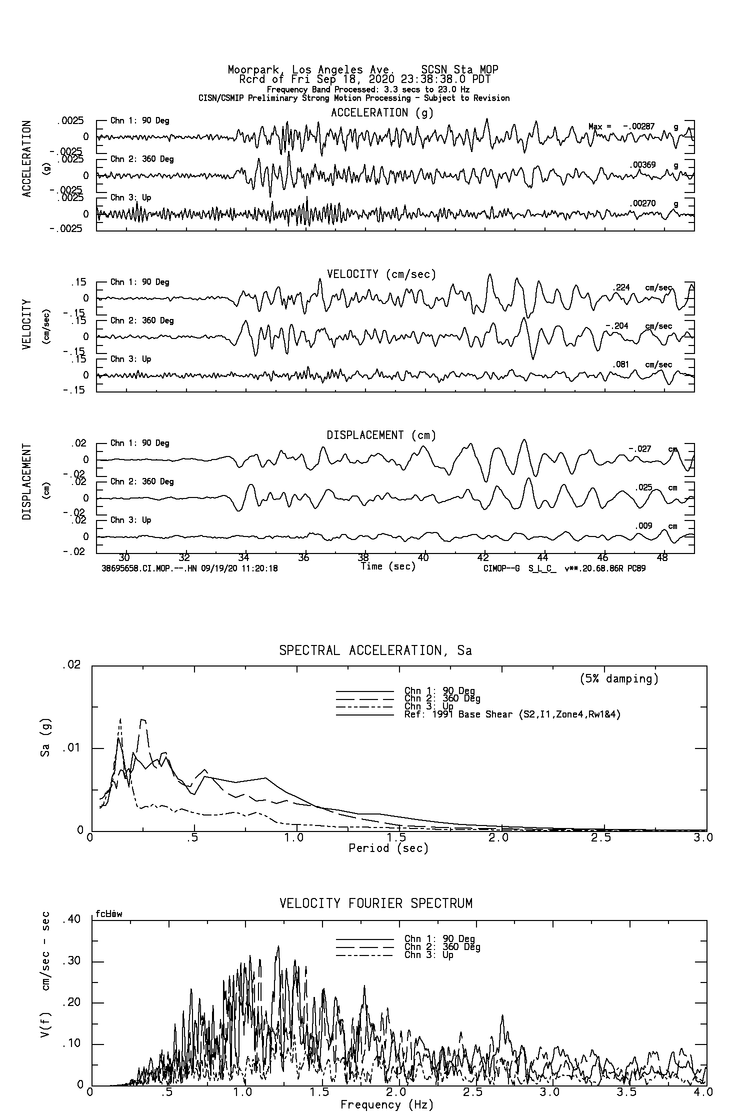 Moorpark, Los Angeles Ave. SCSN Sta MOP
Rcrd of Fri Sep 18, 2020 23:38:38.0 PDT
Frequency Band Processed: 3.3 secs to 23.0 Hz
CISN/CSMIP Preliminary Strong Motion Processing - Subject to Revision
ACCELERATION (g)
ACCELERATION
(g)
.0025
0
-.0025
Chn 1: 90 Deg
Max = -.00287 g
.0025
0
-.0025
Chn 2: 360 Deg
.00369 g
.0025
0
-.0025
Chn 3: Up
.00270 g
VELOCITY (cm/sec)
VELOCITY
(cm/sec)
.15
0
-.15
Chn 1: 90 Deg
.224 cm/sec
.15
0
-.15
Chn 2: 360 Deg
-.204 cm/sec
.15
0
-.15
Chn 3: Up
.081 cm/sec
DISPLACEMENT (cm)
DISPLACEMENT
(cm)
.02
0
-.02
Chn 1: 90 Deg
-.027 cm
.02
0
-.02
Chn 2: 360 Deg
.025 cm
.02
0
-.02
Chn 3: Up
.009 cm
30 32 34 36 38 40 42 44 46 48
Time (sec)
38695658.CI.MOP.--.HN 09/19/20 11:20:18
CIMOP--G S_L_C_ v**.20.68.86R PC89
SPECTRAL ACCELERATION, Sa
(5% damping)
Chn 1: 90 Deg
Chn 2: 360 Deg
Chn 3: Up
Ref: 1991 Base Shear (S2,I1,Zone4,Rw1&4)
Sa (g)
.02
.01
0
0 .5 1.0 1.5 2.0 2.5 3.0
Period (sec)
VELOCITY FOURIER SPECTRUM
Chn 1: 90 Deg
Chn 2: 360 Deg
Chn 3: Up
V(f) cm/sec - sec
.40
.30
.20
.10
0
0 .5 1.0 1.5 2.0 2.5 3.0 3.5 4.0
Frequency (Hz)